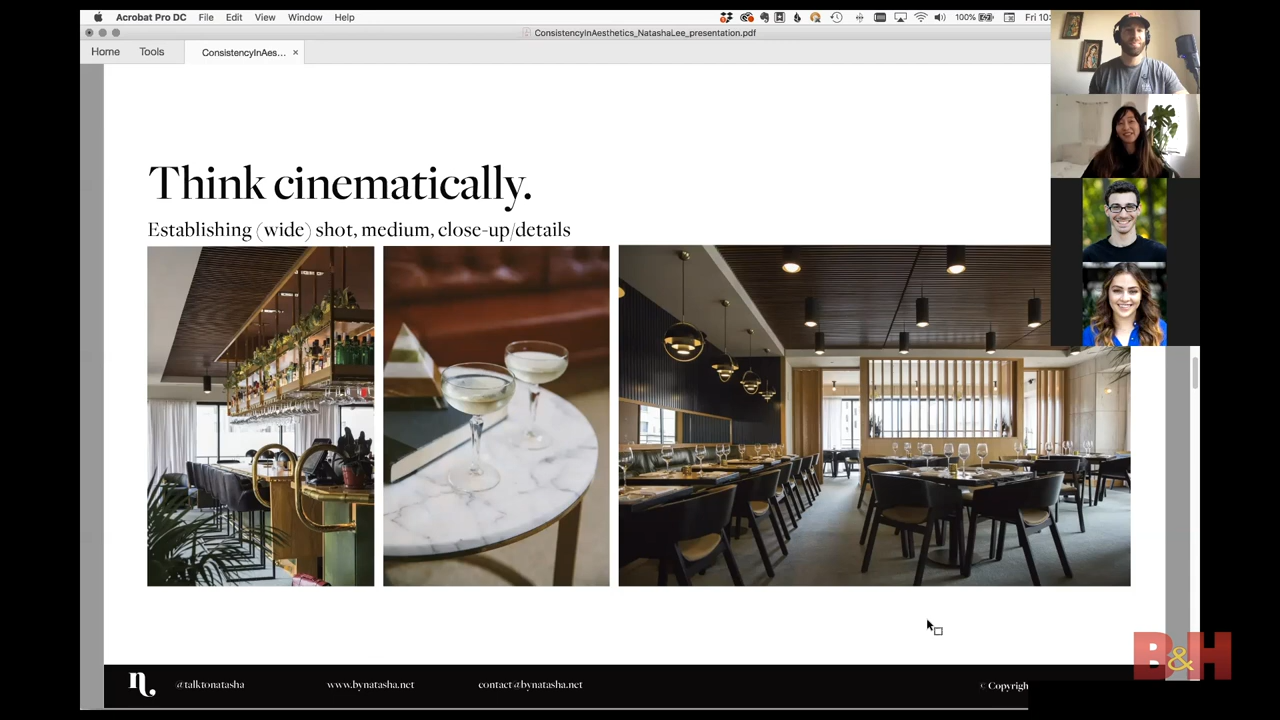 Acrobat Pro DC File Edit View Window Help 100% Fri 10:
ConsistencyInAesthetics_NatashaLee_presentation.pdf
Home Tools ConsistencyInAes... ×
Think cinematically.
Establishing (wide) shot, medium, close-up/details
B&H
n. @talktonatasha www.bynatasha.net contact@bynatasha.net ©